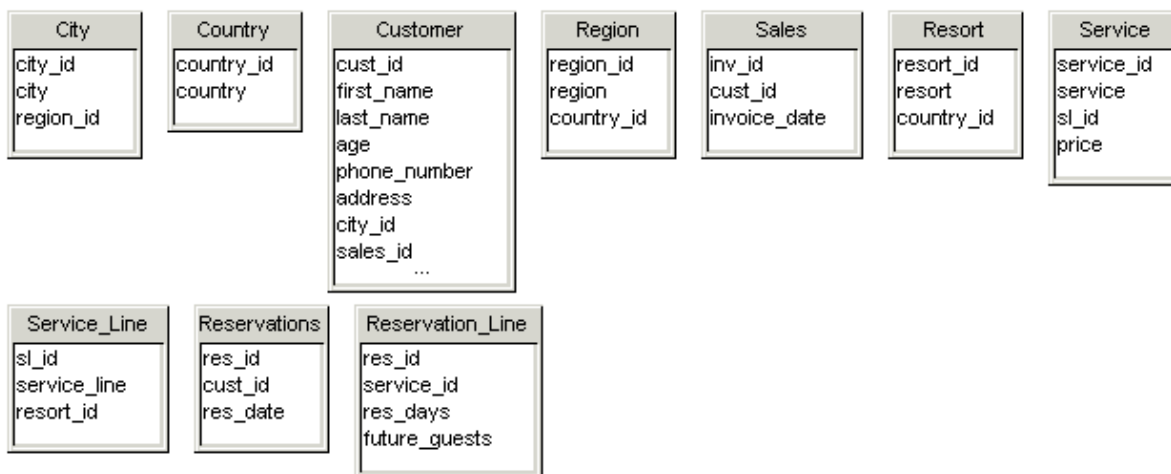 City
city_id
city
region_id
Country
country_id
country
Customer
cust_id
first_name
last_name
age
phone_number
address
city_id
sales_id
...
Region
region_id
region
country_id
Sales
inv_id
cust_id
invoice_date
Resort
resort_id
resort
country_id
Service
service_id
service
sl_id
price
Service_Line
sl_id
service_line
resort_id
Reservations
res_id
cust_id
res_date
Reservation_Line
res_id
service_id
res_days
future_guests